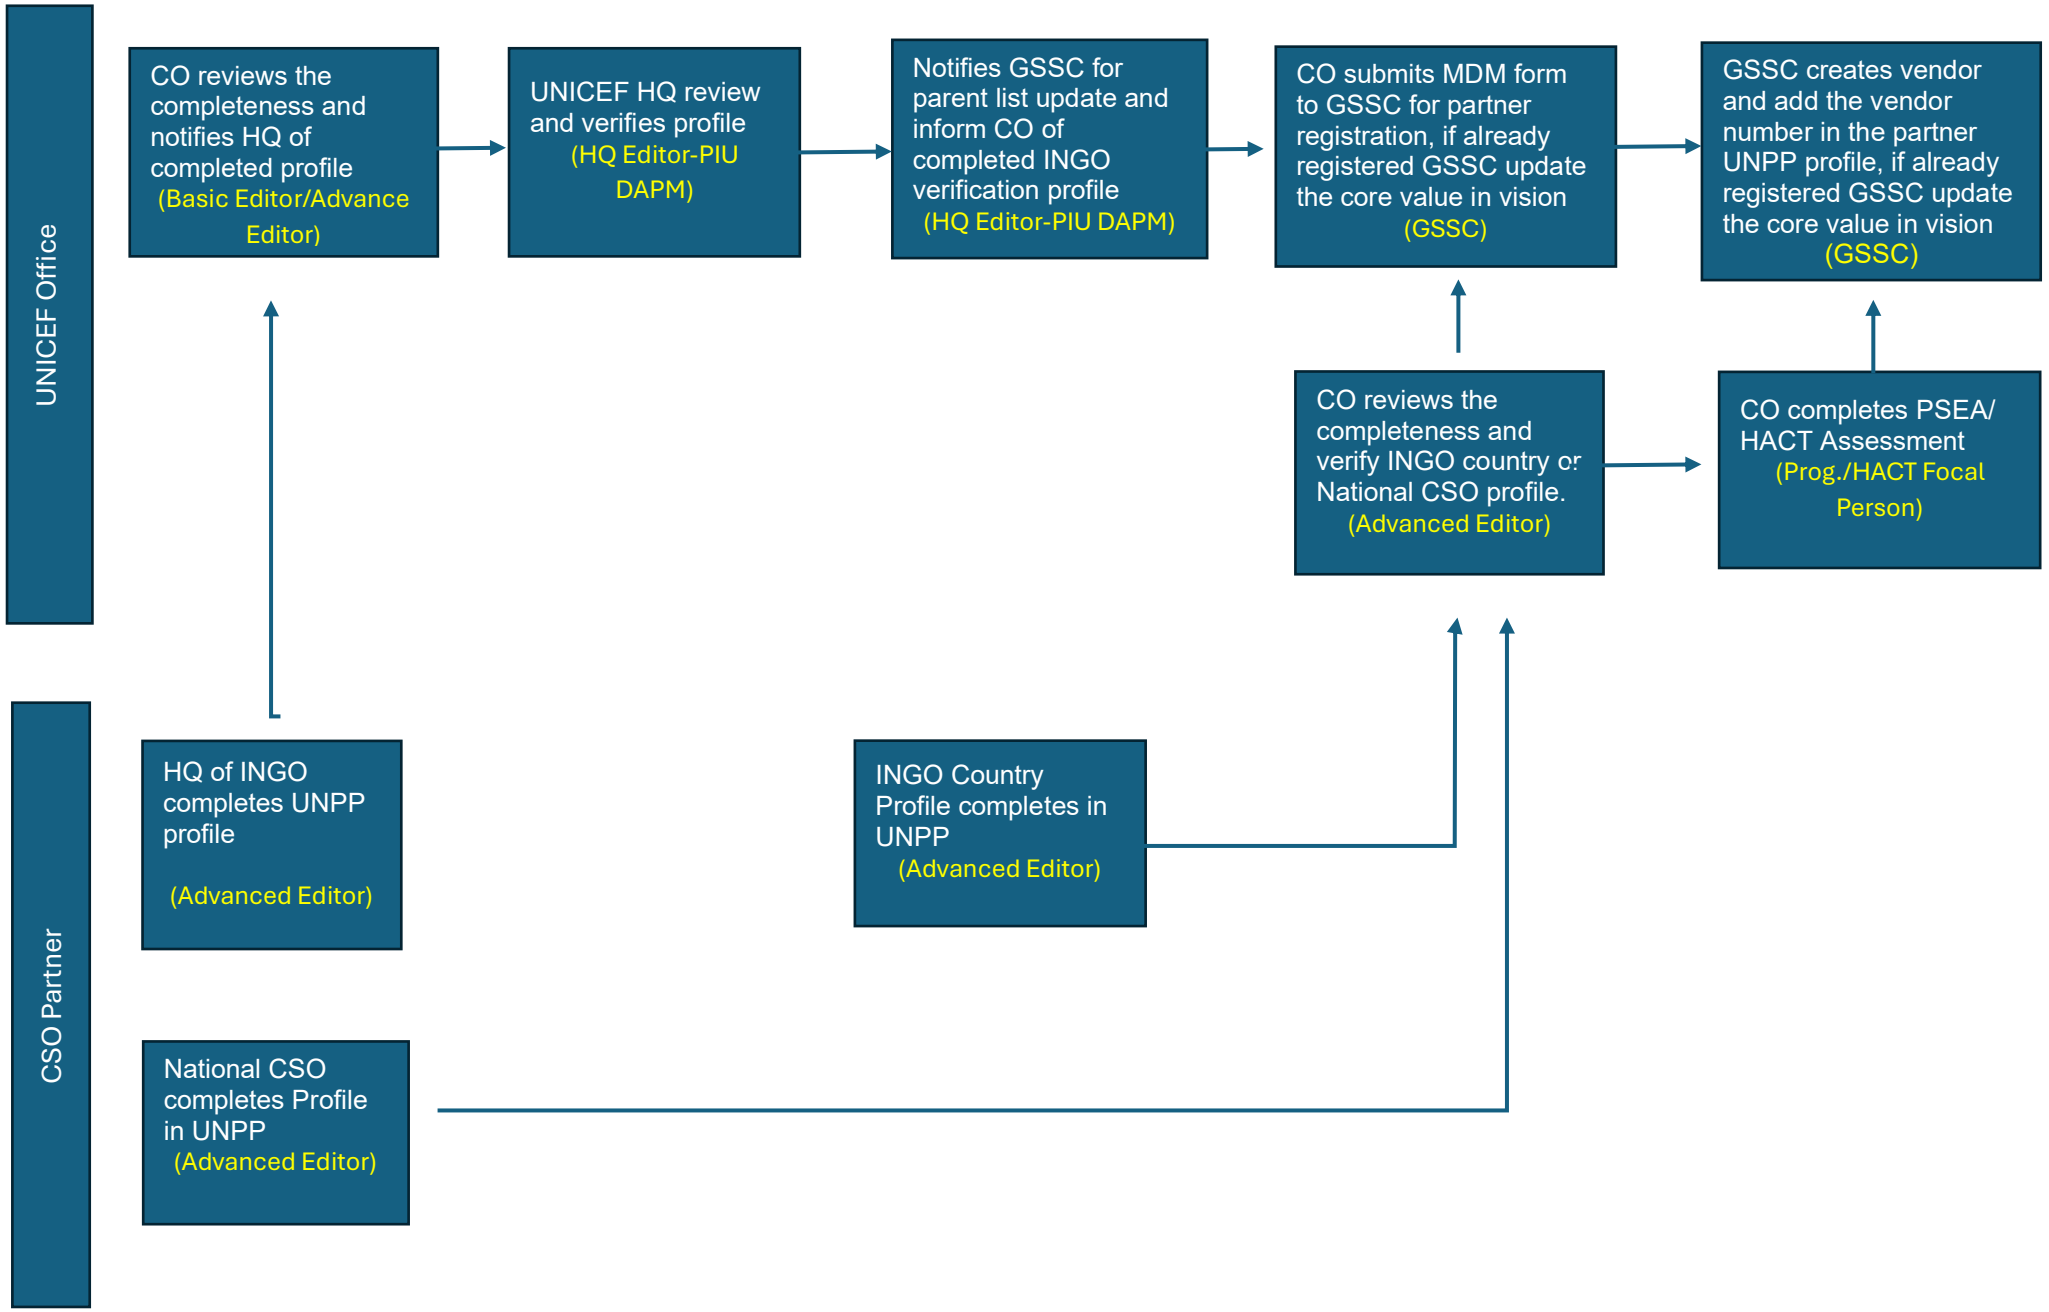 UNICEF Office
CO reviews the
completeness and
notifies HQ of
completed profile
(Basic Editor/Advance
Editor)
UNICEF HQ review
and verifies profile
(HQ Editor-PIU
DAPM)
Notifies GSSC for
parent list update and
inform CO of
completed INGO
verification profile
(HQ Editor-PIU DAPM)
CO submits MDM form
to GSSC for partner
registration, if already
registered GSSC update
the core value in vision
(GSSC)
GSSC creates vendor
and add the vendor
number in the partner
UNPP profile, if already
registered GSSC update
the core value in vision
(GSSC)
CO reviews the
completeness and
verify INGO country or
National CSO profile.
(Advanced Editor)
CO completes PSEA/
HACT Assessment
(Prog./HACT Focal
Person)
CSO Partner
HQ of INGO
completes UNPP
profile
(Advanced Editor)
INGO Country
Profile completes in
UNPP
(Advanced Editor)
National CSO
completes Profile
in UNPP
(Advanced Editor)